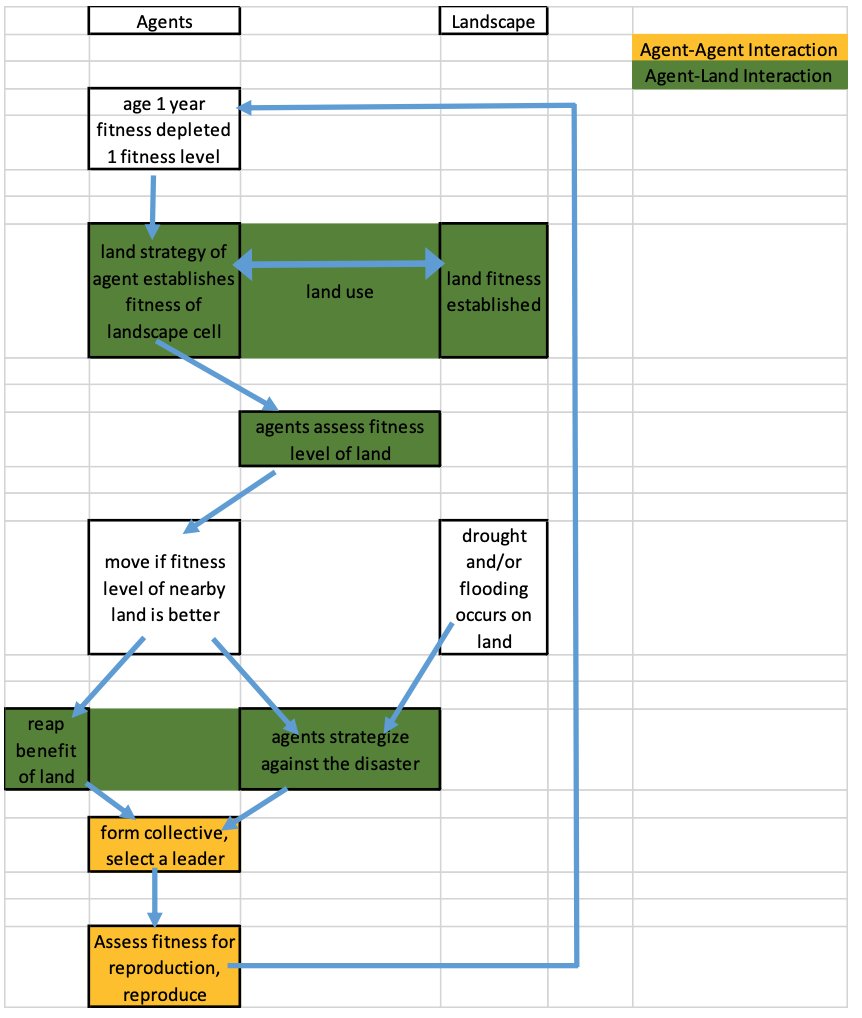 Agents
Landscape
Agent-Agent Interaction
Agent-Land Interaction
age 1 year
fitness depleted
1 fitness level
land strategy of
agent establishes
fitness of
landscape cell
land use
land fitness
established
agents assess fitness
level of land
move if fitness
level of nearby
land is better
drought
and/or
flooding
occurs on
land
reap
benefit
of land
agents strategize
against the disaster
form collective,
select a leader
Assess fitness for
reproduction,
reproduce